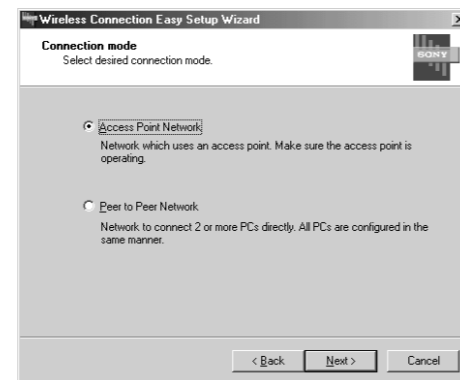 Wireless Connection Easy Setup Wizard
Connection mode
Select desired connection mode.
SONY
Access Point Network
Network which uses an access point. Make sure the access point is
operating.
Peer to Peer Network
Network to connect 2 or more PCs directly. All PCs are configured in the
same manner.
< Back Next > Cancel